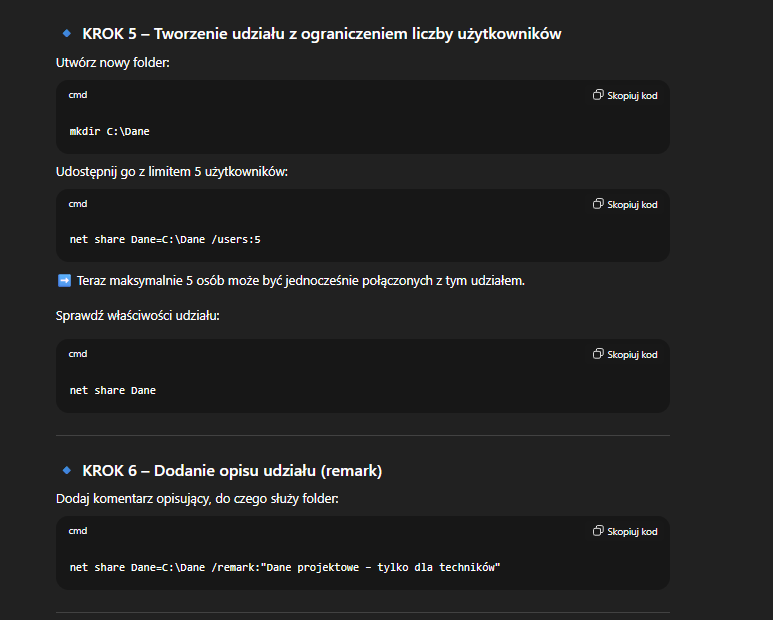 KROK 5 – Tworzenie udziału z ograniczeniem liczby użytkowników
Utwórz nowy folder:
cmd
Skopiuj kod
mkdir C:\Dane
Udostępnij go z limitem 5 użytkowników:
cmd
Skopiuj kod
net share Dane=C:\Dane /users:5
➡️ Teraz maksymalnie 5 osób może być jednocześnie połączonych z tym udziałem.
Sprawdź właściwości udziału:
cmd
Skopiuj kod
net share Dane
KROK 6 – Dodanie opisu udziału (remark)
Dodaj komentarz opisujący, do czego służy folder:
cmd
Skopiuj kod
net share Dane=C:\Dane /remark:"Dane projektowe – tylko dla techników"